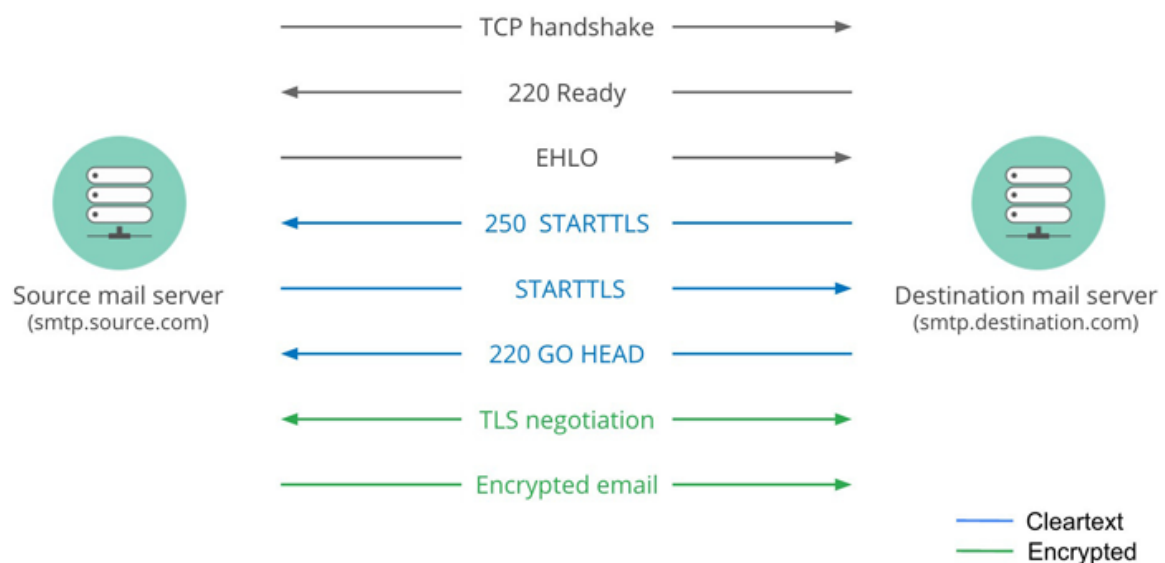 TCP handshake
220 Ready
EHLO
250 STARTTLS
STARTTLS
220 GO HEAD
TLS negotiation
Encrypted email
Source mail server
(smtp.source.com)
Destination mail server
(smtp.destination.com)
Cleartext
Encrypted